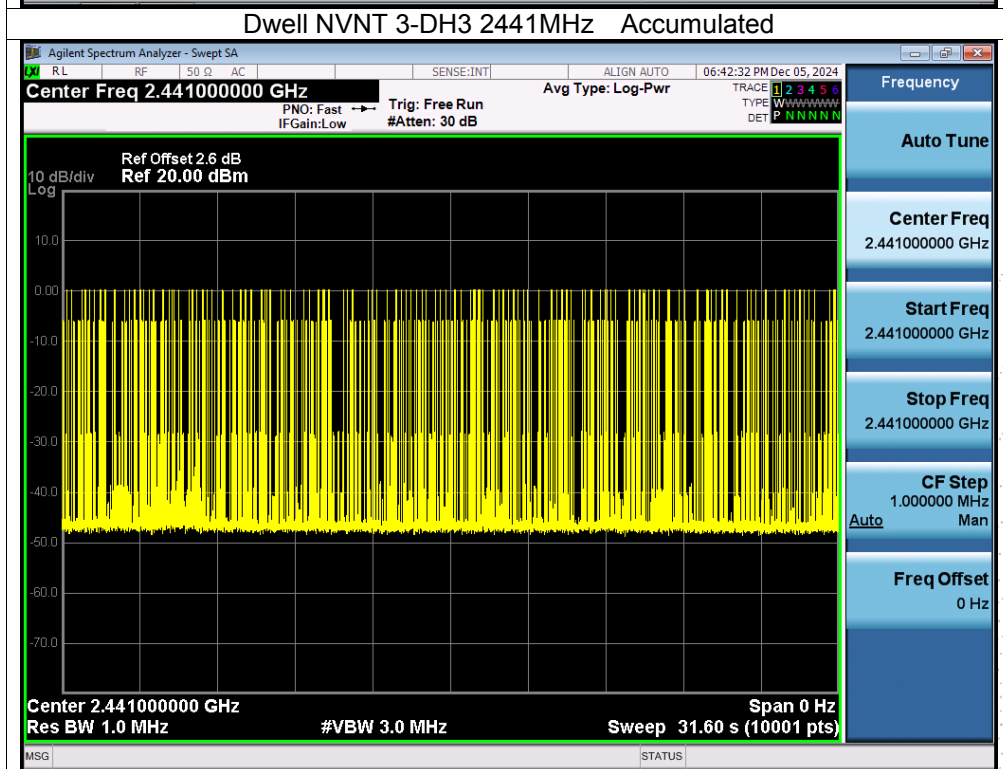 Dwell NVNT 3-DH3 2441MHz Accumulated
Agilent Spectrum Analyzer - Swept SA
LXI RL RF 50 Ω AC SENSE:INT ALIGN AUTO 06:42:32 PM Dec 05, 2024
Center Freq 2.441000000 GHz
PNO: Fast
IFGain:Low
Trig: Free Run
#Atten: 30 dB
Avg Type: Log-Pwr
TRACE 1 2 3 4 5 6
TYPE WWWWWWW
DET P N N N N N
Ref Offset 2.6 dB
10 dB/div Ref 20.00 dBm
Log
10.0
0.00
-10.0
-20.0
-30.0
-40.0
-50.0
-60.0
-70.0
Center 2.441000000 GHz Span 0 Hz
Res BW 1.0 MHz #VBW 3.0 MHz Sweep 31.60 s (10001 pts)
MSG STATUS
Frequency
Auto Tune
Center Freq
2.441000000 GHz
Start Freq
2.441000000 GHz
Stop Freq
2.441000000 GHz
CF Step
1.000000 MHz
Auto Man
Freq Offset
0 Hz